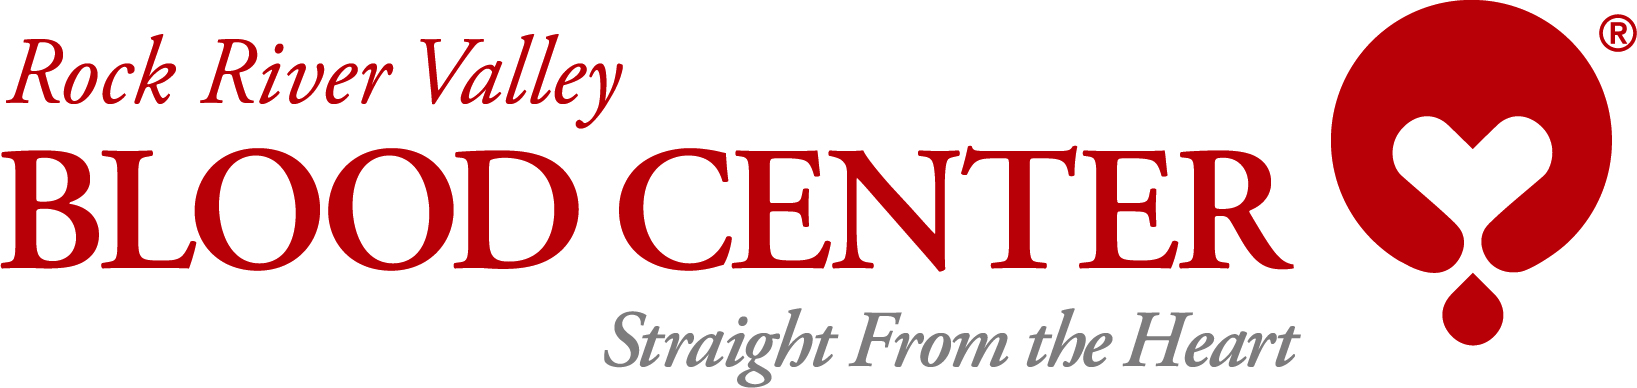 Rock River Valley
BLOOD CENTER
Straight From the Heart
®